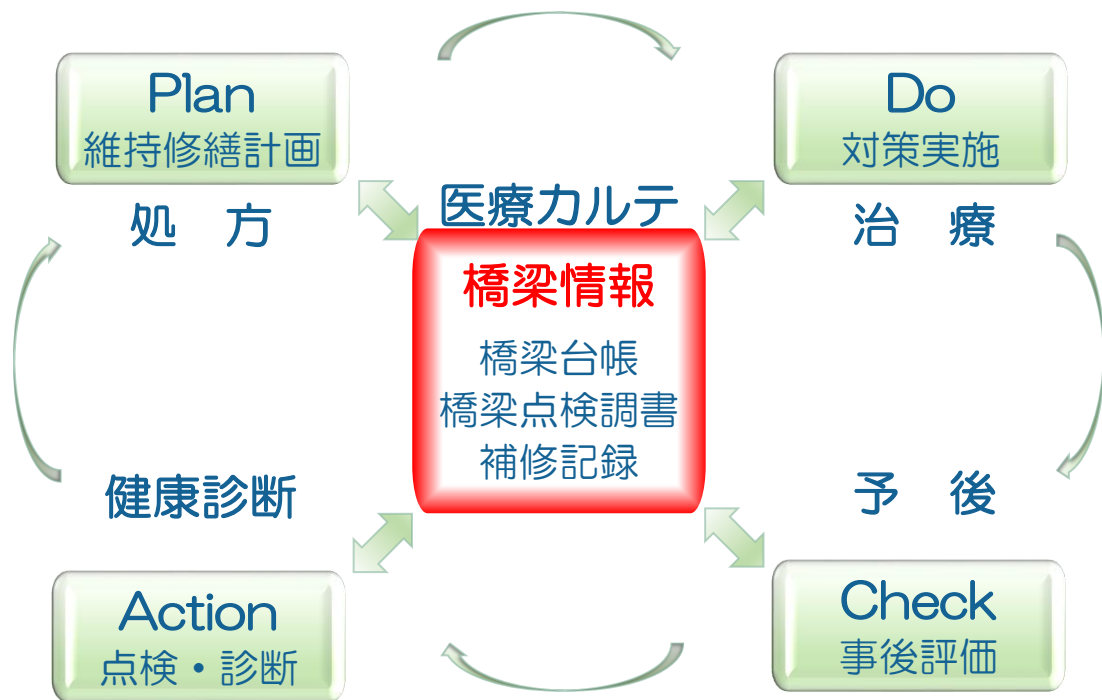 Plan
維持修繕計画
処　方
Do
対策実施
治　療
医療カルテ
橋梁情報
橋梁台帳
橋梁点検調書
補修記録
健康診断
Action
点検・診断
予　後
Check
事後評価